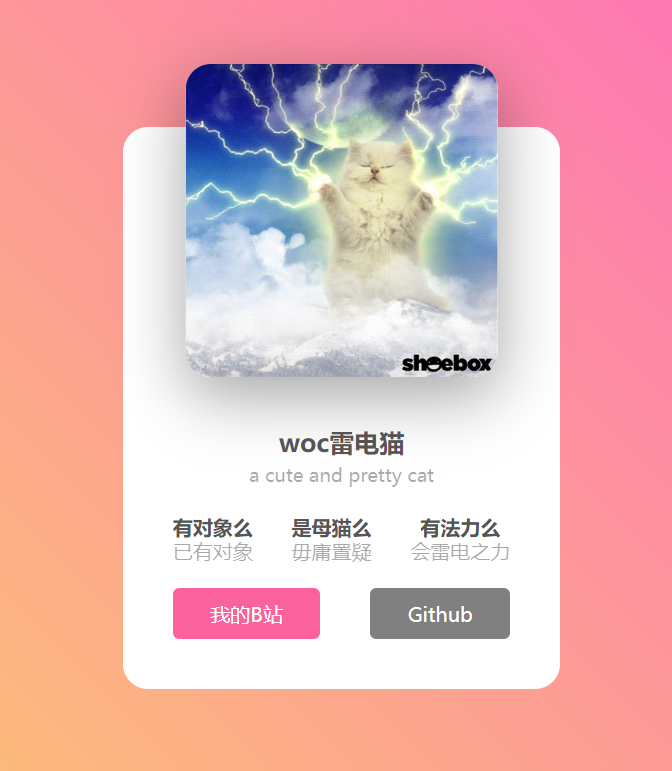 shoebox
woc雷电猫
a cute and pretty cat
有对象么 是母猫么 有法力么
已有对象 毋庸置疑 会雷电之力
我的B站 Github